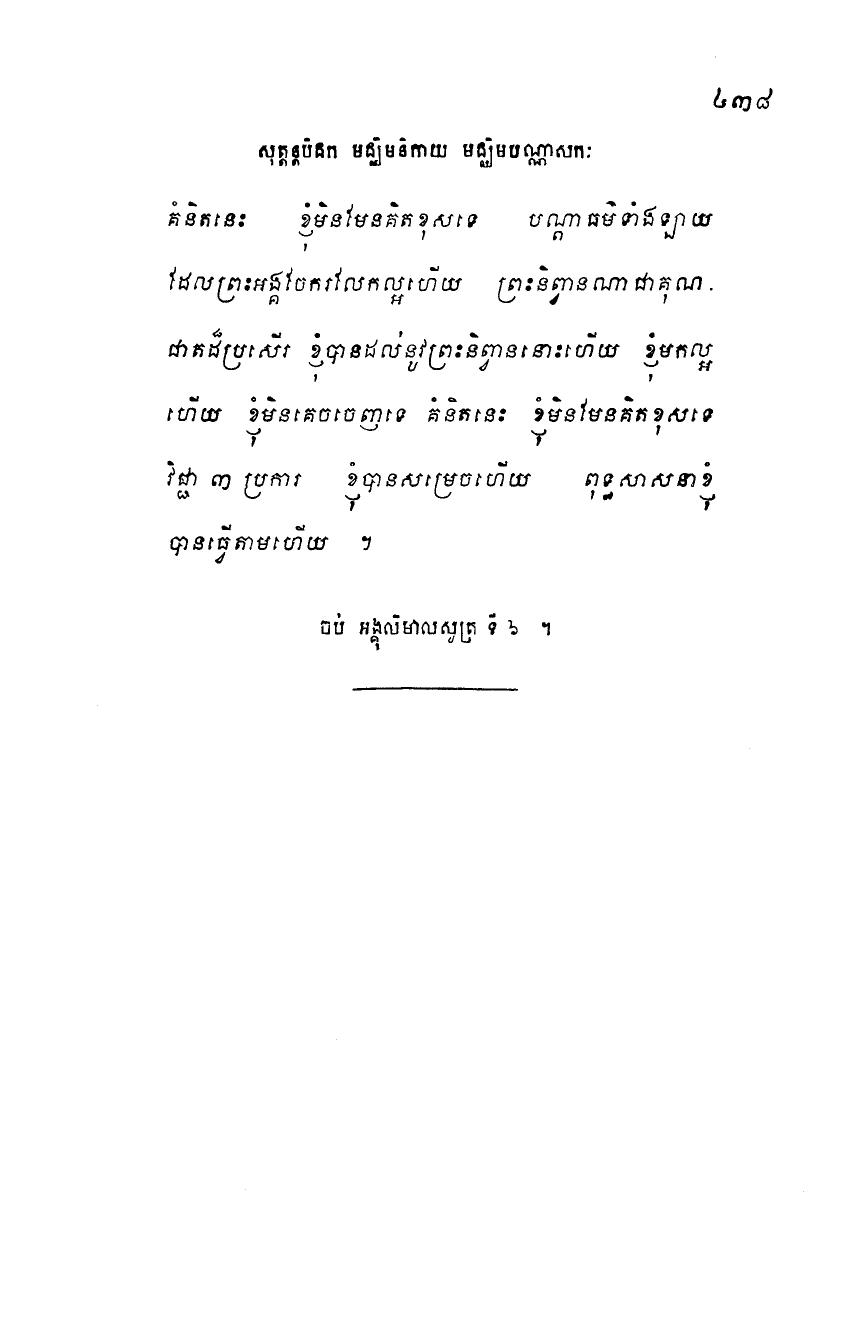 ៤៣៨
សុត្តន្តបិដក មជ្ឈិមនិកាយ មជ្ឈិមបណ្ណាសកៈ
គំនិតនេះ ខ្ញុំមិនមែនគិតខុសទេ បណ្តាធម៌ទាំងឡាយ
ដែលព្រះអង្គចែករលែកល្អហើយ ព្រះនិព្វានណាជាគុណ.
ជាតដ៏ប្រសើរ ខ្ញុំបានដល់នូវព្រះនិព្វាននោះហើយ ខ្ញុំមកល្អ
ហើយ ខ្ញុំមិនគេចចេញទេ គំនិតនេះ ខ្ញុំមិនមែនគិតខុសទេ
វិជ្ជា ៣ ប្រការ ខ្ញុំបានសម្រេចហើយ ពុទ្ធសាសនាខ្ញុំ
បានធ្វើតាមហើយ ។
ចប់ អង្គុលិមាលសូត្រ ទី ៦ ។